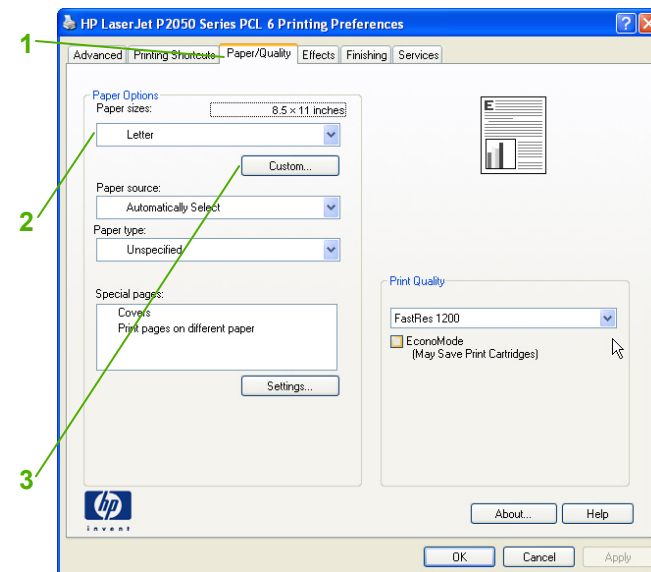 HP LaserJet P2050 Series PCL 6 Printing Preferences
1
Advanced Printing Shortcuts Paper/Quality Effects Finishing Services
Paper Options
Paper sizes: 8.5 × 11 inches
Letter
Custom...
2
Paper source:
Automatically Select
Paper type:
Unspecified
Special pages:
Covers
Print pages on different paper
Settings...
3
E
Print Quality
FastRes 1200
EconoMode
(May Save Print Cartridges)
hp
invent
About... Help
OK Cancel Apply